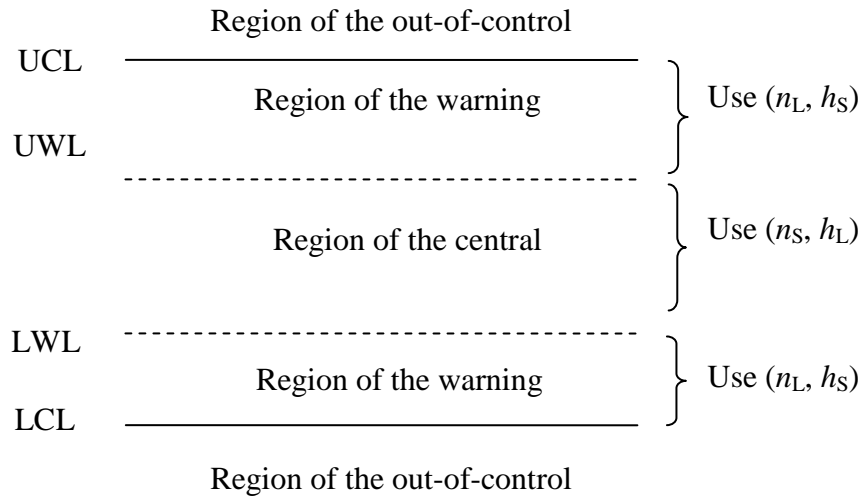 Region of the out-of-control
UCL
Region of the warning
Use (nL, hS)
UWL
Region of the central
Use (nS, hL)
LWL
Region of the warning
Use (nL, hS)
LCL
Region of the out-of-control